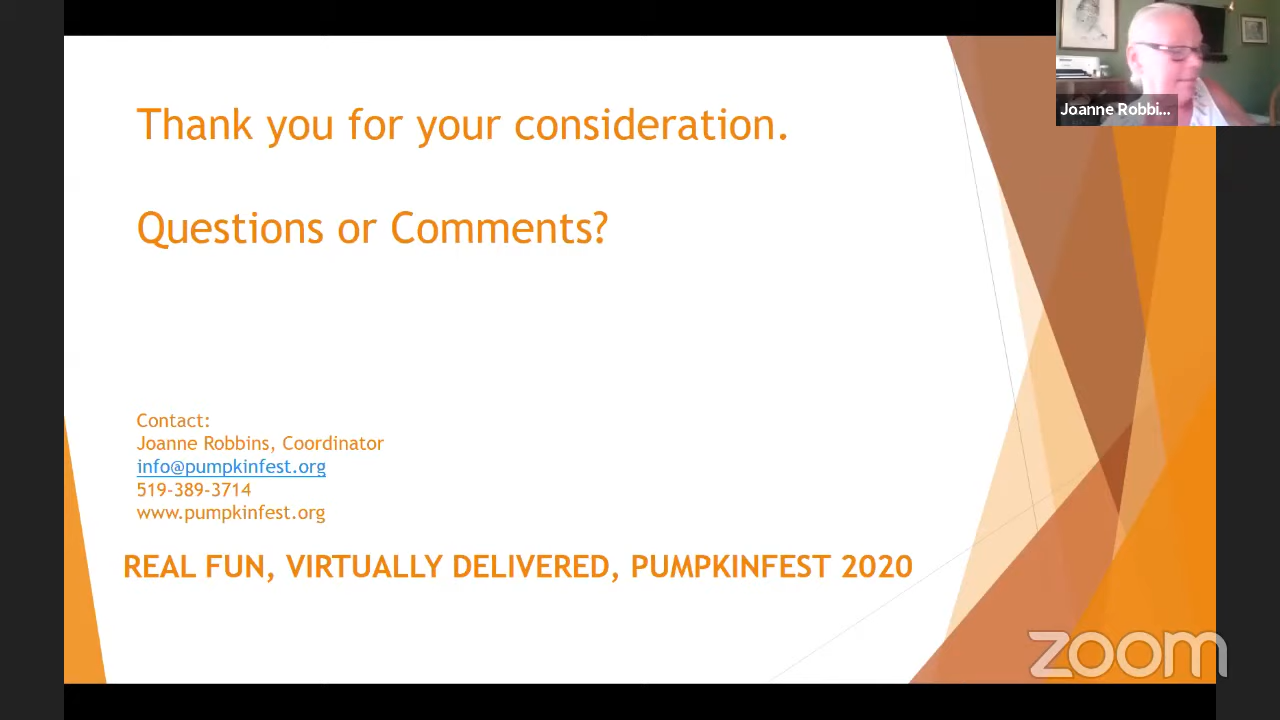 Thank you for your consideration.
Questions or Comments?
Joanne Robbi...
Contact:
Joanne Robbins, Coordinator
info@pumpkinfest.org
519-389-3714
www.pumpkinfest.org
REAL FUN, VIRTUALLY DELIVERED, PUMPKINFEST 2020
zoom